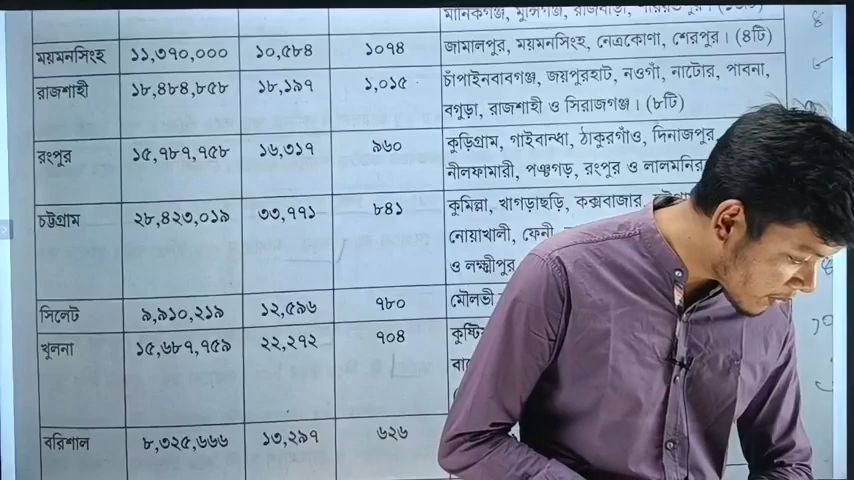 মানিকগঞ্জ, মুন্সিগঞ্জ, রাজবাড়ী,
ময়মনসিংহ ১১,৩৭০,০০০ ১০,৫৮৪ ১০৭৪ জামালপুর, ময়মনসিংহ, নেত্রকোণা, শেরপুর। (৪টি)
রাজশাহী ১৮,৪৮৪,৮৫৮ ১৮,১৯৭ ১,০১৫ চাঁপাইনবাবগঞ্জ, জয়পুরহাট, নওগাঁ, নাটোর, পাবনা,
বগুড়া, রাজশাহী ও সিরাজগঞ্জ। (৮টি)
রংপুর ১৫,৭৮৭,৭৫৮ ১৬,৩১৭ ৯৬০ কুড়িগ্রাম, গাইবান্ধা, ঠাকুরগাঁও, দিনাজপুর
নীলফামারী, পঞ্চগড়, রংপুর ও লালমনির
চট্টগ্রাম ২৮,৪২৩,০১৯ ৩৩,৭৭১ ৮৪১ কুমিল্লা, খাগড়াছড়ি, কক্সবাজার,
নোয়াখালী, ফেনী,
ও লক্ষ্মীপুর
সিলেট ৯,৯১০,২১৯ ১২,৫৯৬ ৭৮০ মৌলভী
খুলনা ১৫,৬৮৭,৭৫৯ ২২,২৭২ ৭০৪ কুষ্টি
বা
বরিশাল ৮,৩২৫,৬৬৬ ১৩,২৯৭ ৬২৬